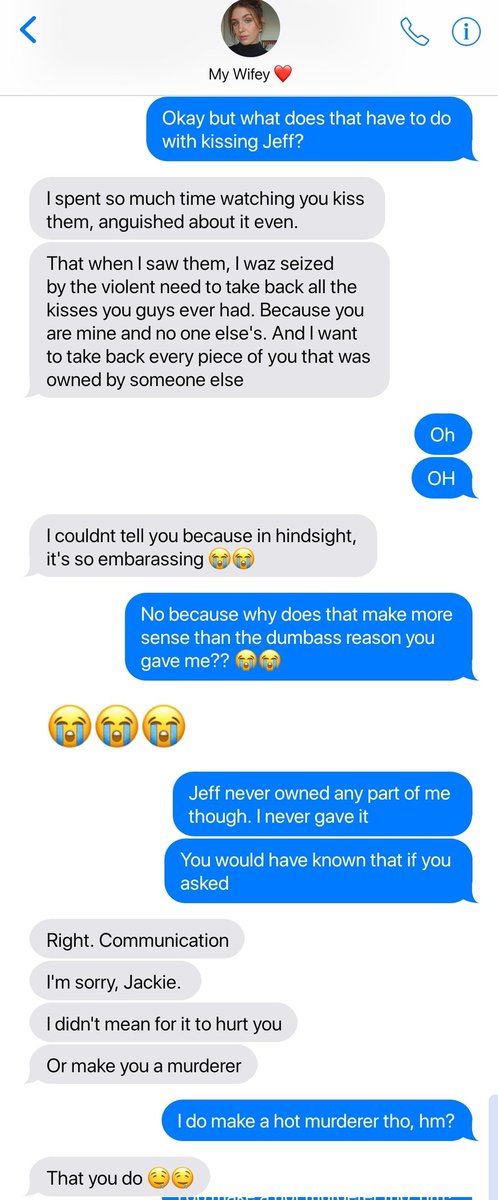 My Wifey ❤️
Okay but what does that have to do
with kissing Jeff?
I spent so much time watching you kiss
them, anguished about it even.
That when I saw them, I waz seized
by the violent need to take back all the
kisses you guys ever had. Because you
are mine and no one else's. And I want
to take back every piece of you that was
owned by someone else
Oh
OH
I couldnt tell you because in hindsight,
it's so embarassing 😭😭
No because why does that make more
sense than the dumbass reason you
gave me?? 😭😭
😭😭😭
Jeff never owned any part of me
though. I never gave it
You would have known that if you
asked
Right. Communication
I'm sorry, Jackie.
I didn't mean for it to hurt you
Or make you a murderer
I do make a hot murderer tho, hm?
That you do 🤤🤤